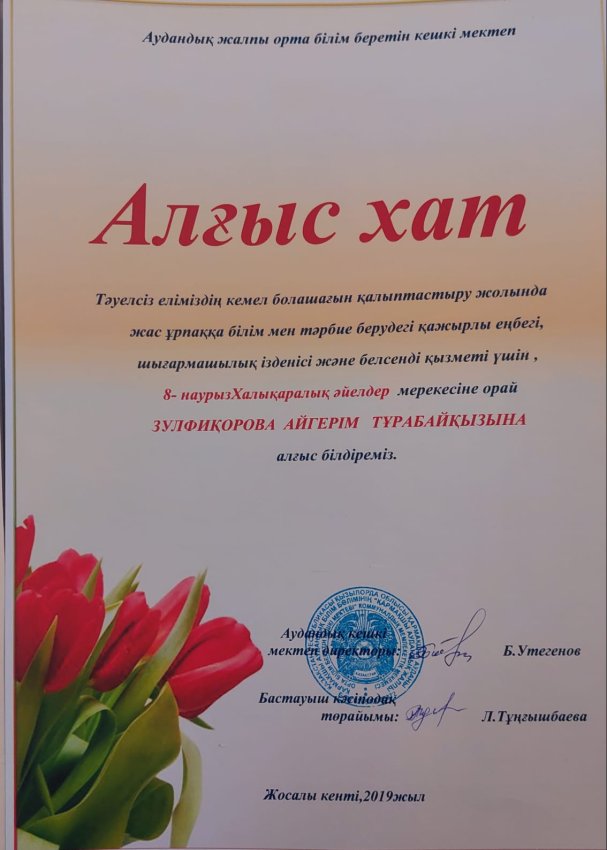 Аудандық жалпы орта білім беретін кешкі мектеп
Алғыс хат
Тәуелсіз еліміздің кемел болашағын қалыптастыру жолында
жас ұрпаққа білім мен тәрбие берудегі қажырлы еңбегі,
шығармашылық ізденісі және белсенді қызметі үшін ,
8- наурызХалықаралық әйелдер мерекесіне орай
ЗУЛФИҚОРОВА АЙГЕРІМ ТҰРАБАЙҚЫЗЫНА
алғыс білдіреміз.
Аудандық кешкі
мектеп директоры: Б.Утегенов
Бастауыш кәсіподақ
төрайымы: Л.Тұңғышбаева
Жосалы кенті,2019жыл